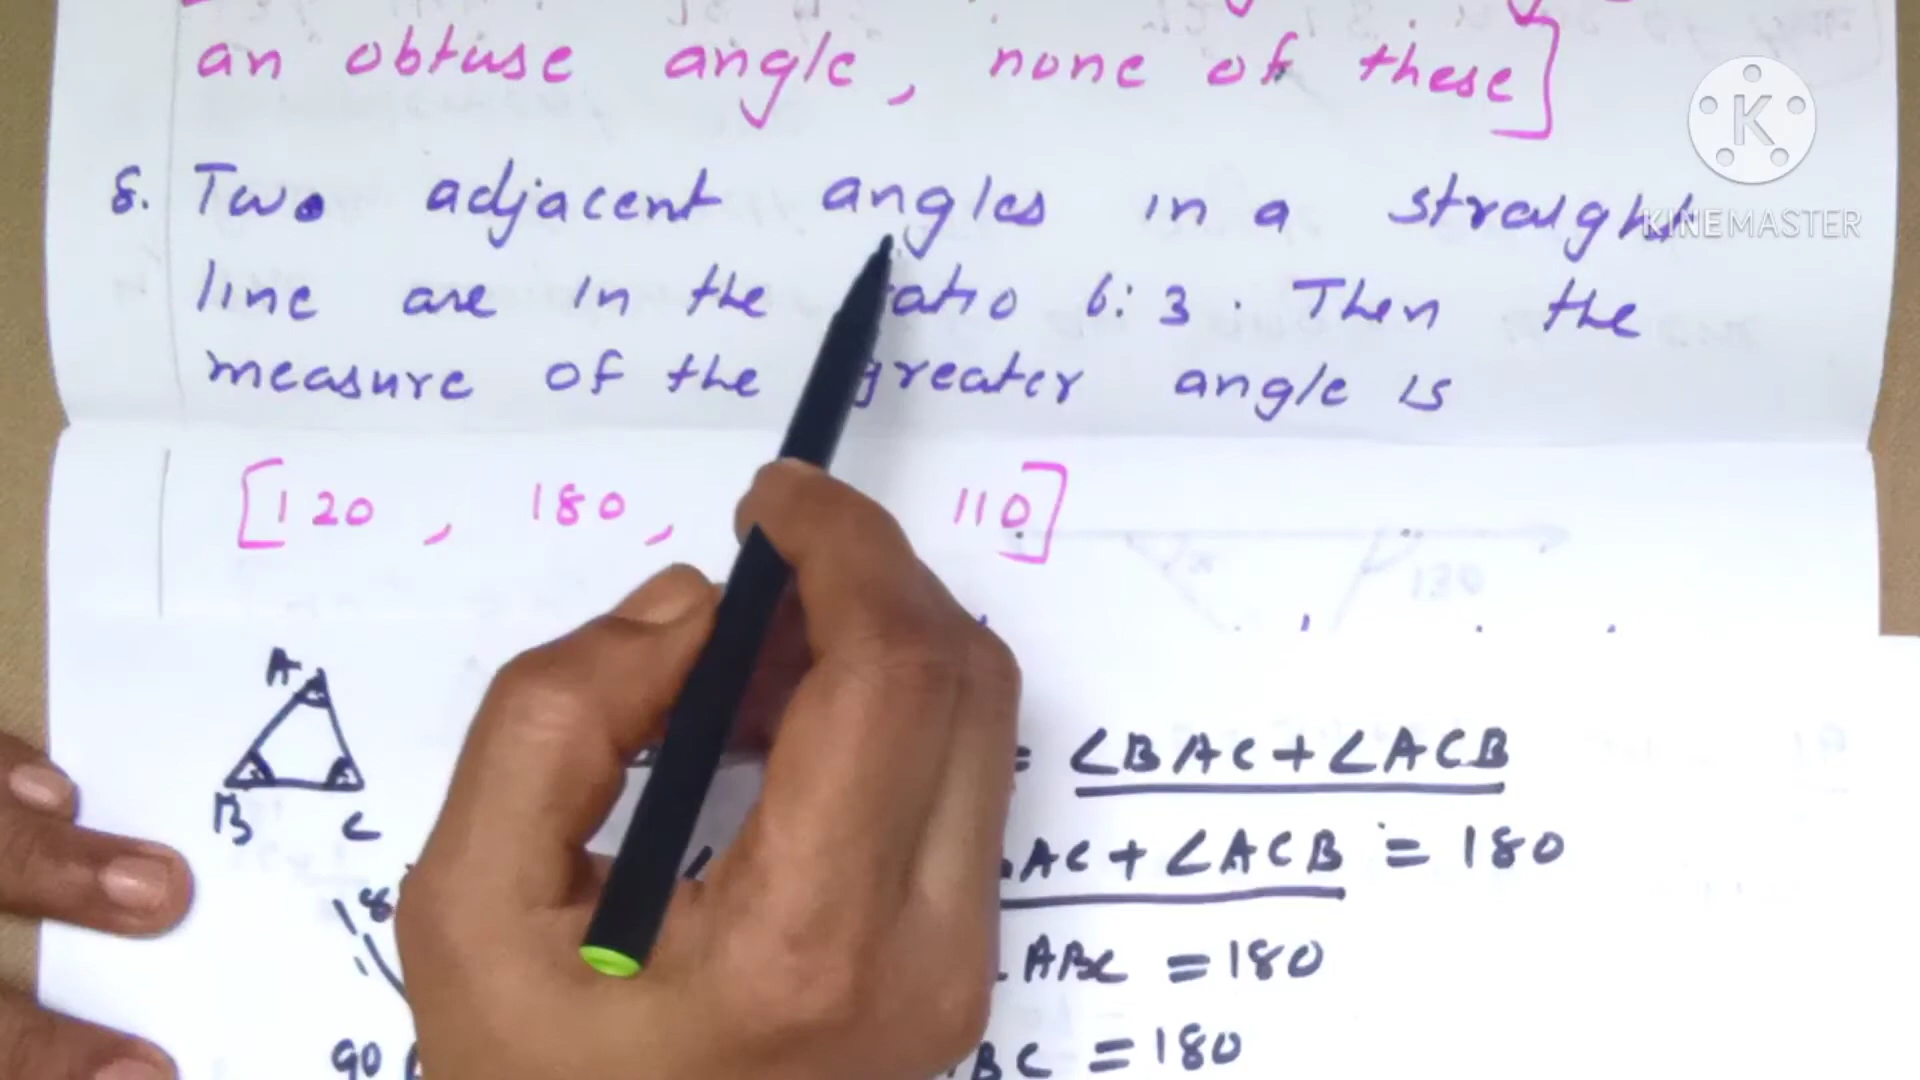 an obtuse angle, none of these]
K
KINEMASTER
8. Two adjacent angles in a straight
line are in the ratio 6:3. Then the
measure of the greater angle is
[120, 180, 110]
130
A
B C
= ∠BAC + ∠ACB
AC + ∠ACB = 180
ABC = 180
90
BC = 180